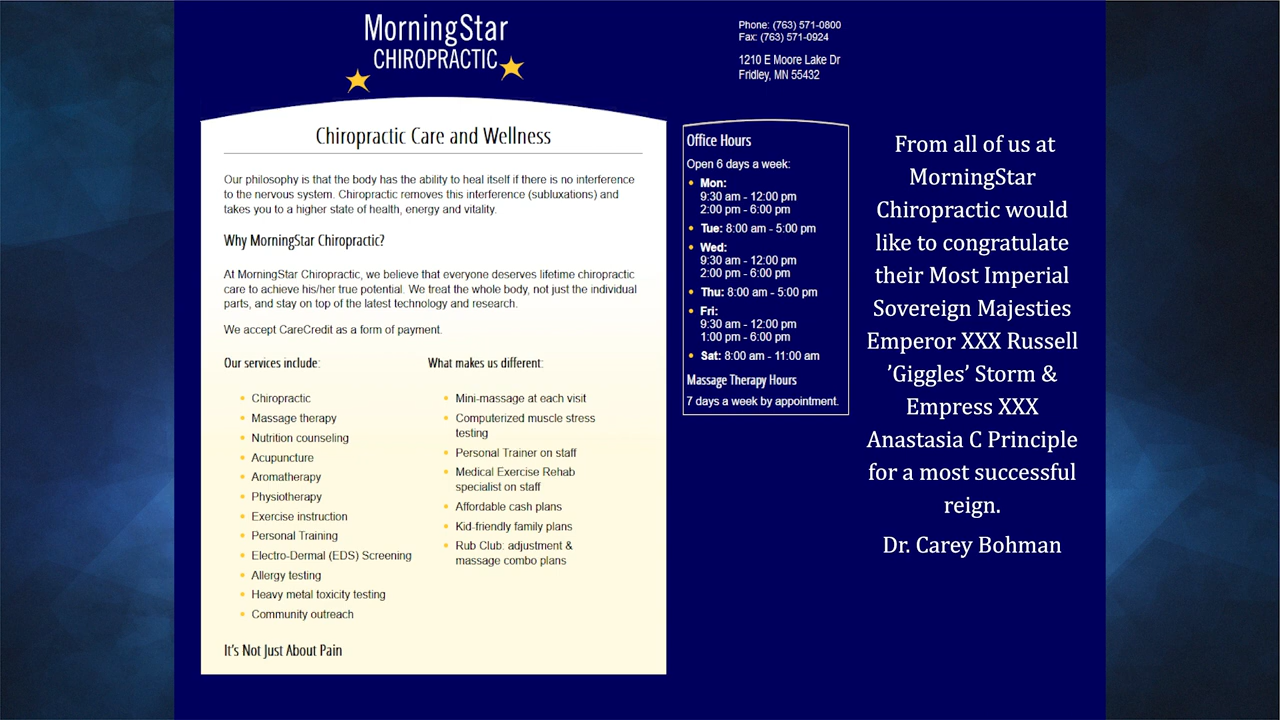 MorningStar
CHIROPRACTIC
Phone: (763) 571-0800
Fax: (763) 571-0924
1210 E Moore Lake Dr
Fridley, MN 55432
Chiropractic Care and Wellness
Our philosophy is that the body has the ability to heal itself if there is no interference
to the nervous system. Chiropractic removes this interference (subluxations) and
takes you to a higher state of health, energy and vitality.
Why MorningStar Chiropractic?
At MorningStar Chiropractic, we believe that everyone deserves lifetime chiropractic
care to achieve his/her true potential. We treat the whole body, not just the individual
parts, and stay on top of the latest technology and research.
We accept CareCredit as a form of payment.
Our services include:
Chiropractic
Massage therapy
Nutrition counseling
Acupuncture
Aromatherapy
Physiotherapy
Exercise instruction
Personal Training
Electro-Dermal (EDS) Screening
Allergy testing
Heavy metal toxicity testing
Community outreach
What makes us different:
Mini-massage at each visit
Computerized muscle stress
testing
Personal Trainer on staff
Medical Exercise Rehab
specialist on staff
Affordable cash plans
Kid-friendly family plans
Rub Club: adjustment &
massage combo plans
It's Not Just About Pain
Office Hours
Open 6 days a week:
Mon:
9:30 am - 12:00 pm
2:00 pm - 6:00 pm
Tue: 8:00 am - 5:00 pm
Wed:
9:30 am - 12:00 pm
2:00 pm - 6:00 pm
Thu: 8:00 am - 5:00 pm
Fri:
9:30 am - 12:00 pm
1:00 pm - 6:00 pm
Sat: 8:00 am - 11:00 am
Massage Therapy Hours
7 days a week by appointment.
From all of us at
MorningStar
Chiropractic would
like to congratulate
their Most Imperial
Sovereign Majesties
Emperor XXX Russell
’Giggles’ Storm &
Empress XXX
Anastasia C Principle
for a most successful
reign.
Dr. Carey Bohman